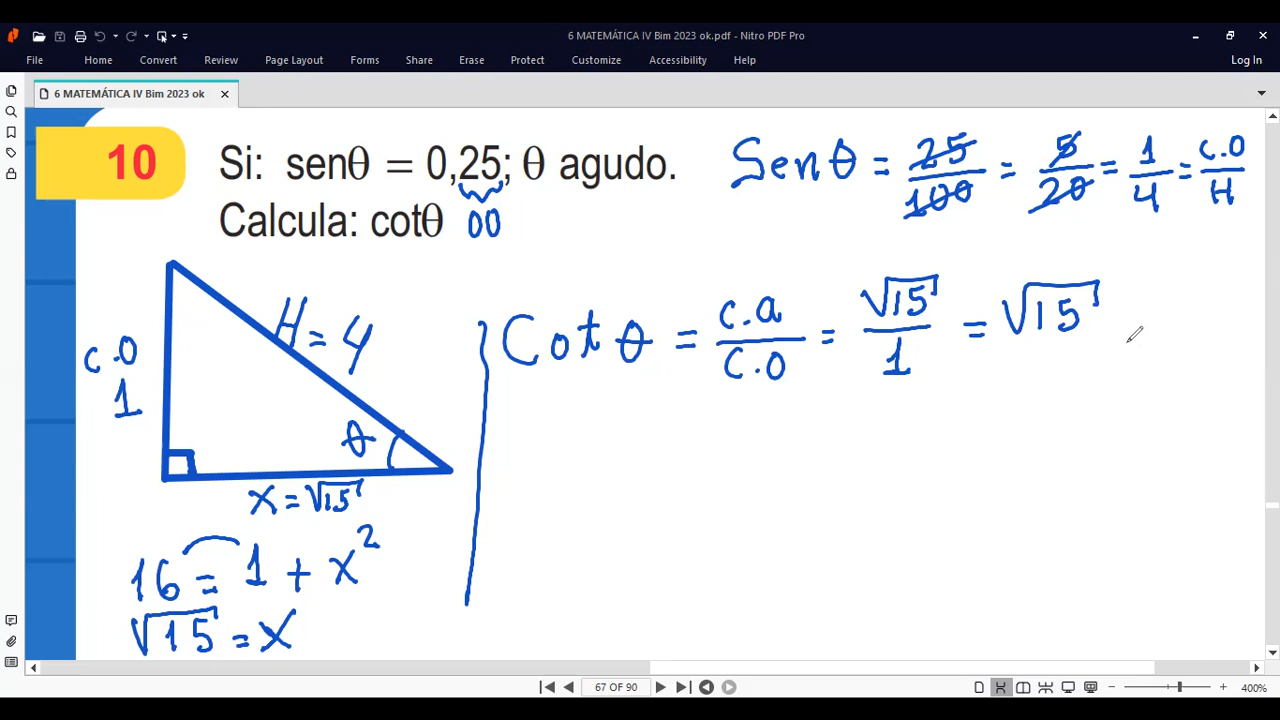 6 MATEMÁTICA IV Bim 2023 ok.pdf - Nitro PDF Pro
File Home Convert Review Page Layout Forms Share Erase Protect Customize Accessibility Help Log In
6 MATEMÁTICA IV Bim 2023 ok
10 Si: senθ = 0,25; θ agudo.
Calcula: cotθ
00
Sen θ = 25/100 = 5/20 = 1/4 = c.o/H
H = 4
c.o
1
θ
x = √15
Cot θ = c.a/c.o = √15/1 = √15
16 = 1 + x²
√15 = x
67 OF 90
400%